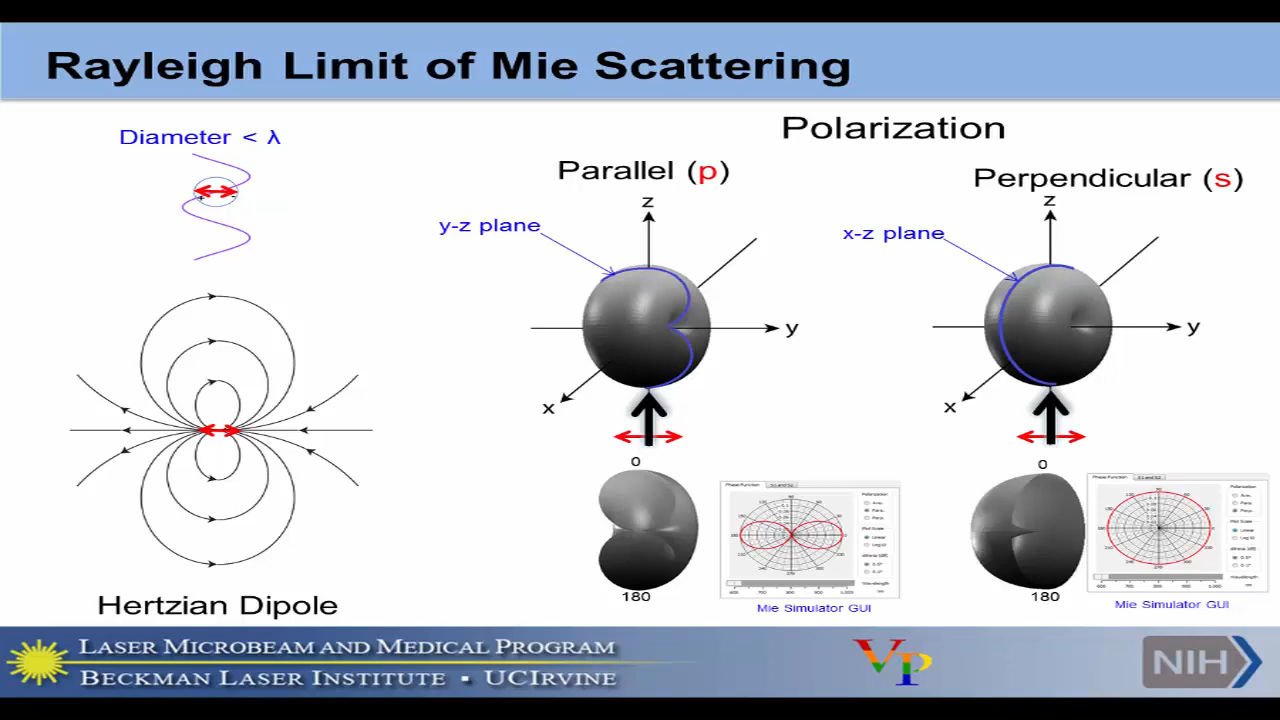 Rayleigh Limit of Mie Scattering
Diameter < λ
Polarization
Parallel (p)
Perpendicular (s)
z
z
y-z plane
x-z plane
y
y
x
x
0
0
180
180
Mie Simulator GUI
Mie Simulator GUI
Hertzian Dipole
LASER MICROBEAM AND MEDICAL PROGRAM
BECKMAN LASER INSTITUTE ▪ UCIRVINE
VP
NIH